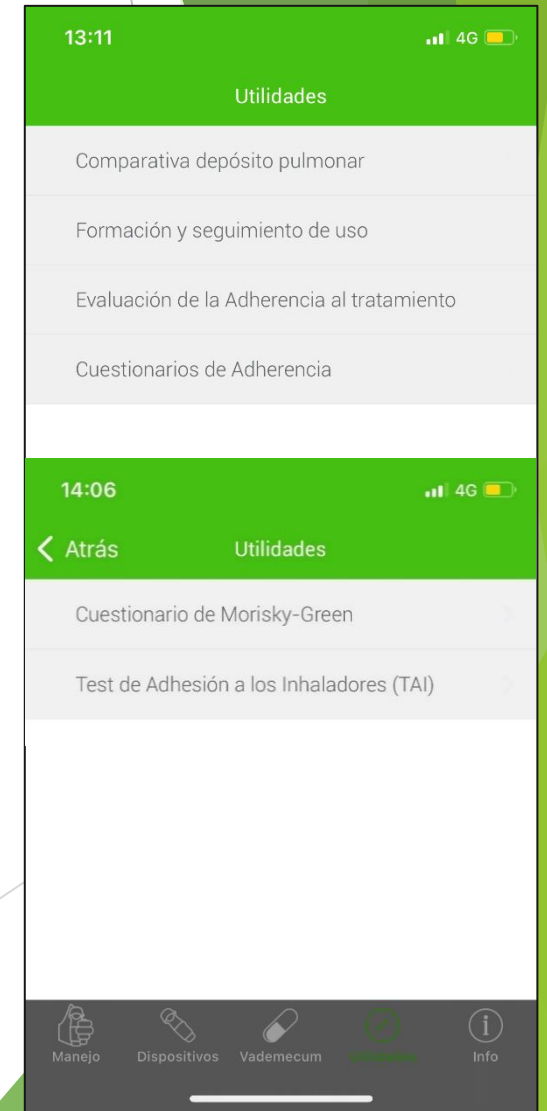 13:11 4G
Utilidades
Comparativa depósito pulmonar
Formación y seguimiento de uso
Evaluación de la Adherencia al tratamiento
Cuestionarios de Adherencia
14:06 4G
Atrás Utilidades
Cuestionario de Morisky-Green
Test de Adhesión a los Inhaladores (TAI)
Manejo Dispositivos Vademecum Utilidades Info